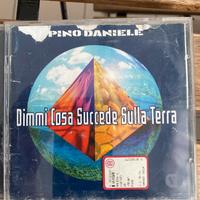 PINO DANIELE
Dimmi Cosa Succede Sulla Terra